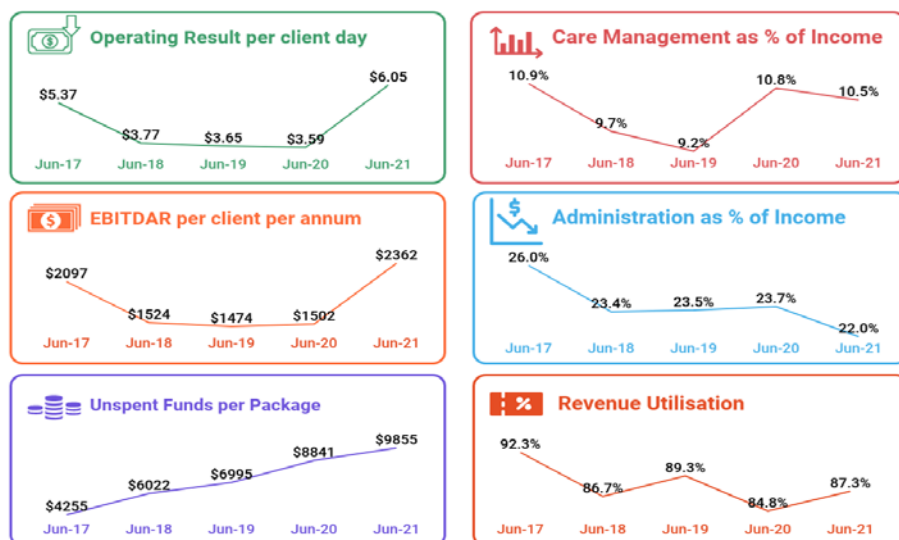 Operating Result per client day
$5.37
$3.77
$3.65
$3.59
$6.05
Jun-17 Jun-18 Jun-19 Jun-20 Jun-21
Care Management as % of Income
10.9%
9.7%
9.2%
10.8%
10.5%
Jun-17 Jun-18 Jun-19 Jun-20 Jun-21
$
EBITDAR per client per annum
$2097
$1524
$1474
$1502
$2362
Jun-17 Jun-18 Jun-19 Jun-20 Jun-21
$
Administration as % of Income
26.0%
23.4%
23.5%
23.7%
22.0%
Jun-17 Jun-18 Jun-19 Jun-20 Jun-21
Unspent Funds per Package
$4255
$6022
$6995
$8841
$9855
Jun-17 Jun-18 Jun-19 Jun-20 Jun-21
%
Revenue Utilisation
92.3%
86.7%
89.3%
84.8%
87.3%
Jun-17 Jun-18 Jun-19 Jun-20 Jun-21